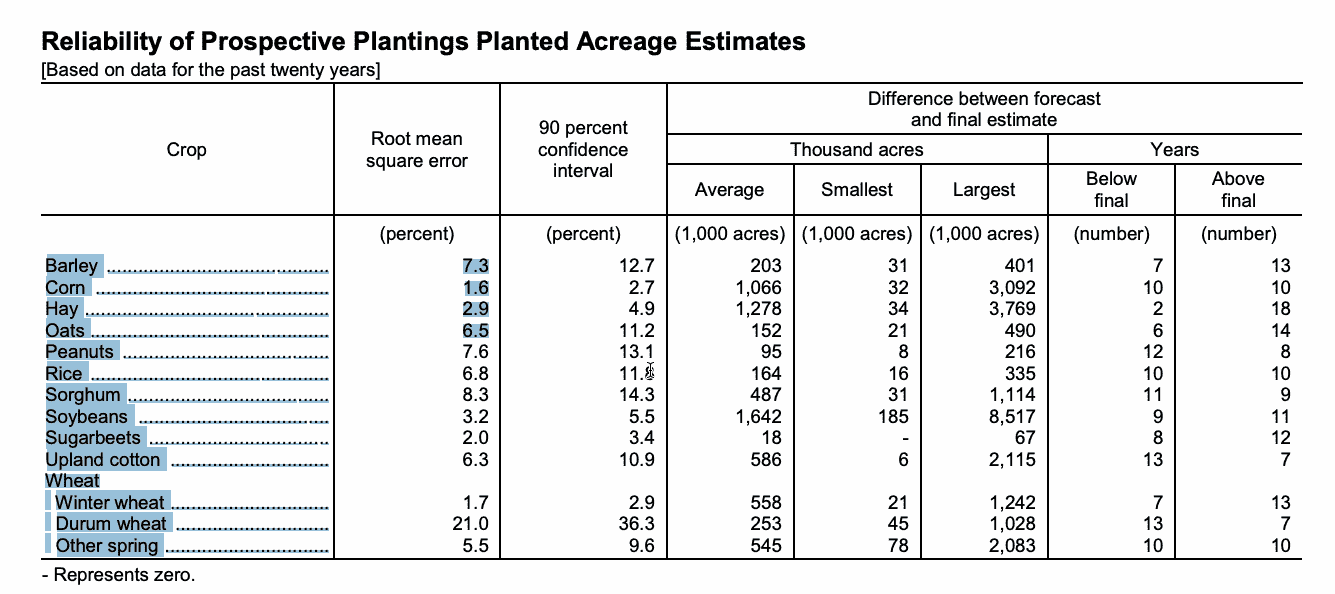 Reliability of Prospective Plantings Planted Acreage Estimates
[Based on data for the past twenty years]
Crop Root mean square error 90 percent confidence interval Difference between forecast and final estimate
Thousand acres Years
Average Smallest Largest Below final Above final
(percent) (percent) (1,000 acres) (1,000 acres) (1,000 acres) (number) (number)
Barley 7.3 12.7 203 31 401 7 13
Corn 1.6 2.7 1,066 32 3,092 10 10
Hay 2.9 4.9 1,278 34 3,769 2 18
Oats 6.5 11.2 152 21 490 6 14
Peanuts 7.6 13.1 95 8 216 12 8
Rice 6.8 164 16 335 10 10
Sorghum 8.3 14.3 487 31 1,114 11 9
Soybeans 3.2 5.5 1,642 185 8,517 9 11
Sugarbeets 2.0 3.4 18 - 67 8 12
Upland cotton 6.3 10.9 586 6 2,115 13 7
Wheat
Winter wheat 1.7 2.9 558 21 1,242 7 13
Durum wheat 21.0 36.3 253 45 1,028 13 7
Other spring 5.5 9.6 545 78 2,083 10 10
- Represents zero.